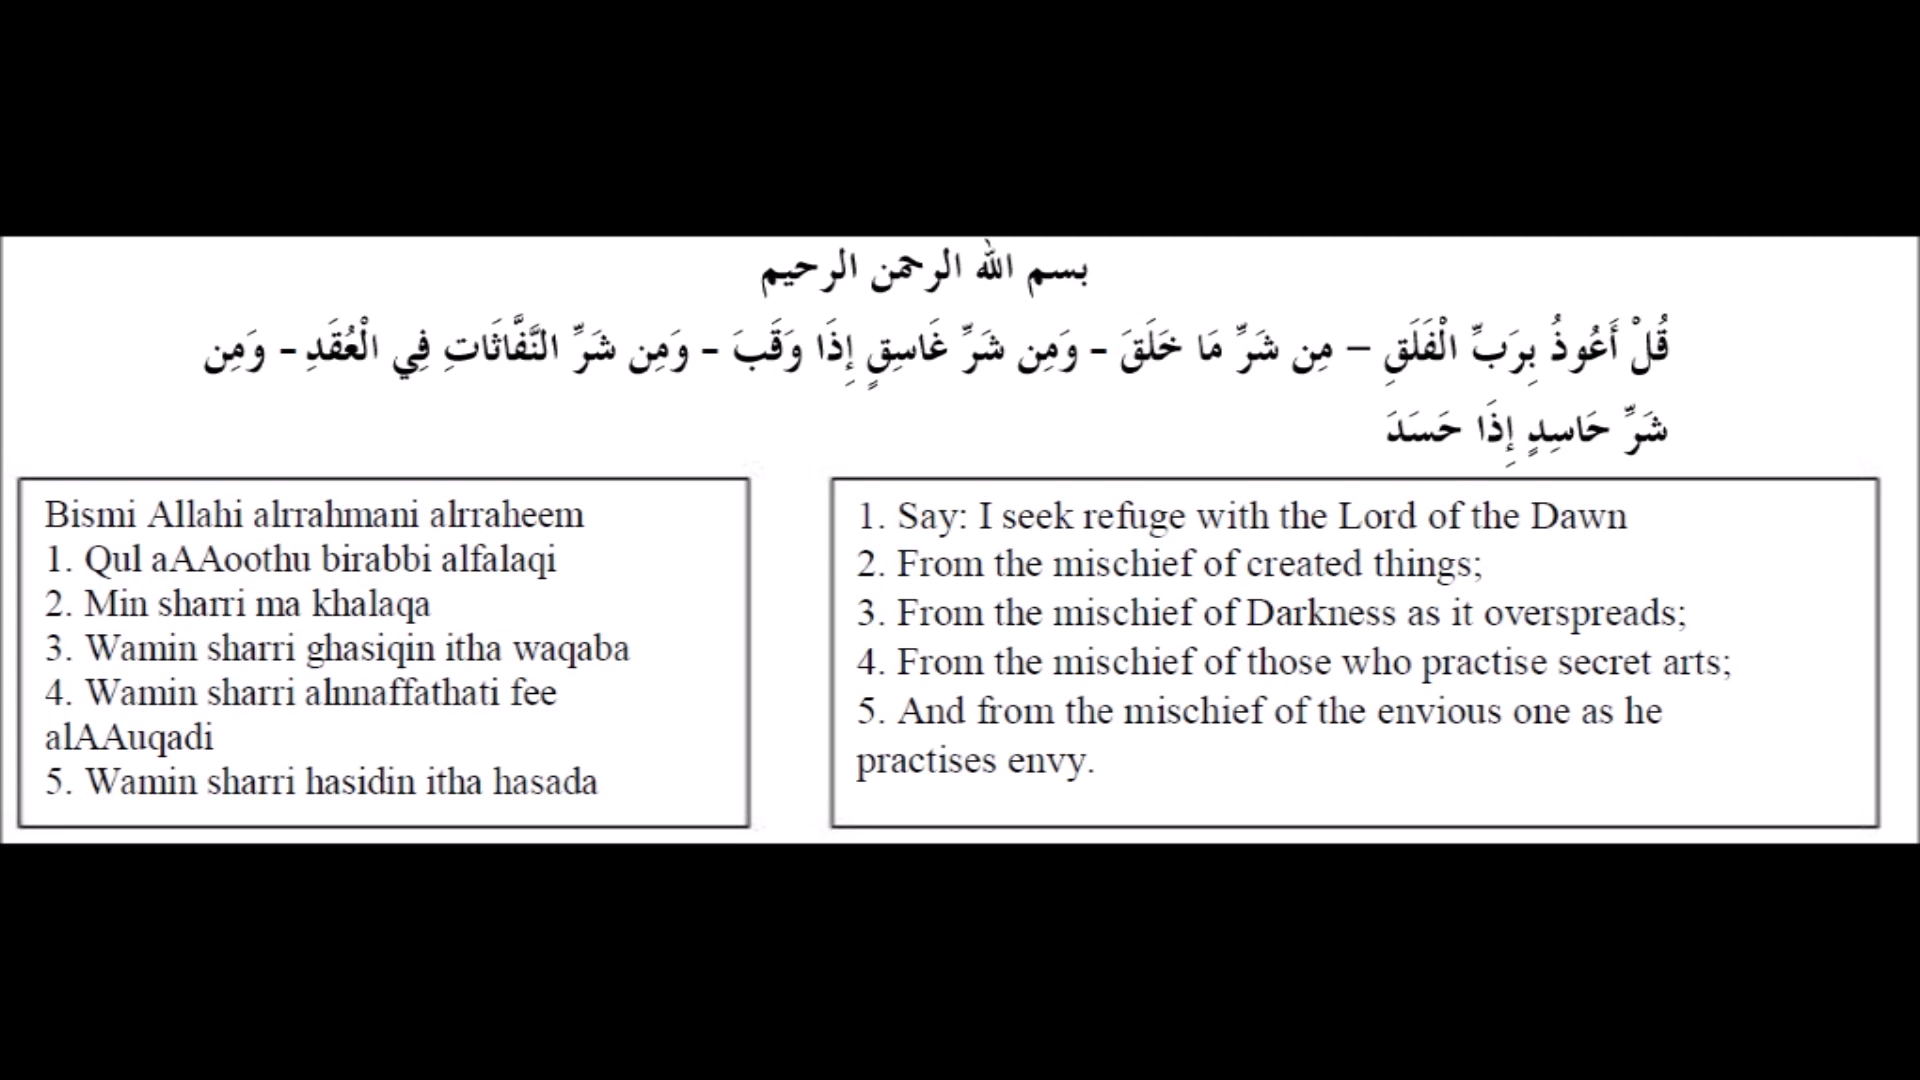 بسم الله الرحمن الرحيم
قُلْ أَعُوذُ بِرَبِّ الْفَلَقِ – مِن شَرِّ مَا خَلَقَ - وَمِن شَرِّ غَاسِقٍ إِذَا وَقَبَ - وَمِن شَرِّ النَّفَّاثَاتِ فِي الْعُقَدِ - وَمِن
شَرِّ حَاسِدٍ إِذَا حَسَدَ
Bismi Allahi alrrahmani alrraheem
1. Qul aAAoothu birabbi alfalaqi
2. Min sharri ma khalaqa
3. Wamin sharri ghasiqin itha waqaba
4. Wamin sharri alnnaffathati fee
alAAuqadi
5. Wamin sharri hasidin itha hasada
1. Say: I seek refuge with the Lord of the Dawn
2. From the mischief of created things;
3. From the mischief of Darkness as it overspreads;
4. From the mischief of those who practise secret arts;
5. And from the mischief of the envious one as he
practises envy.